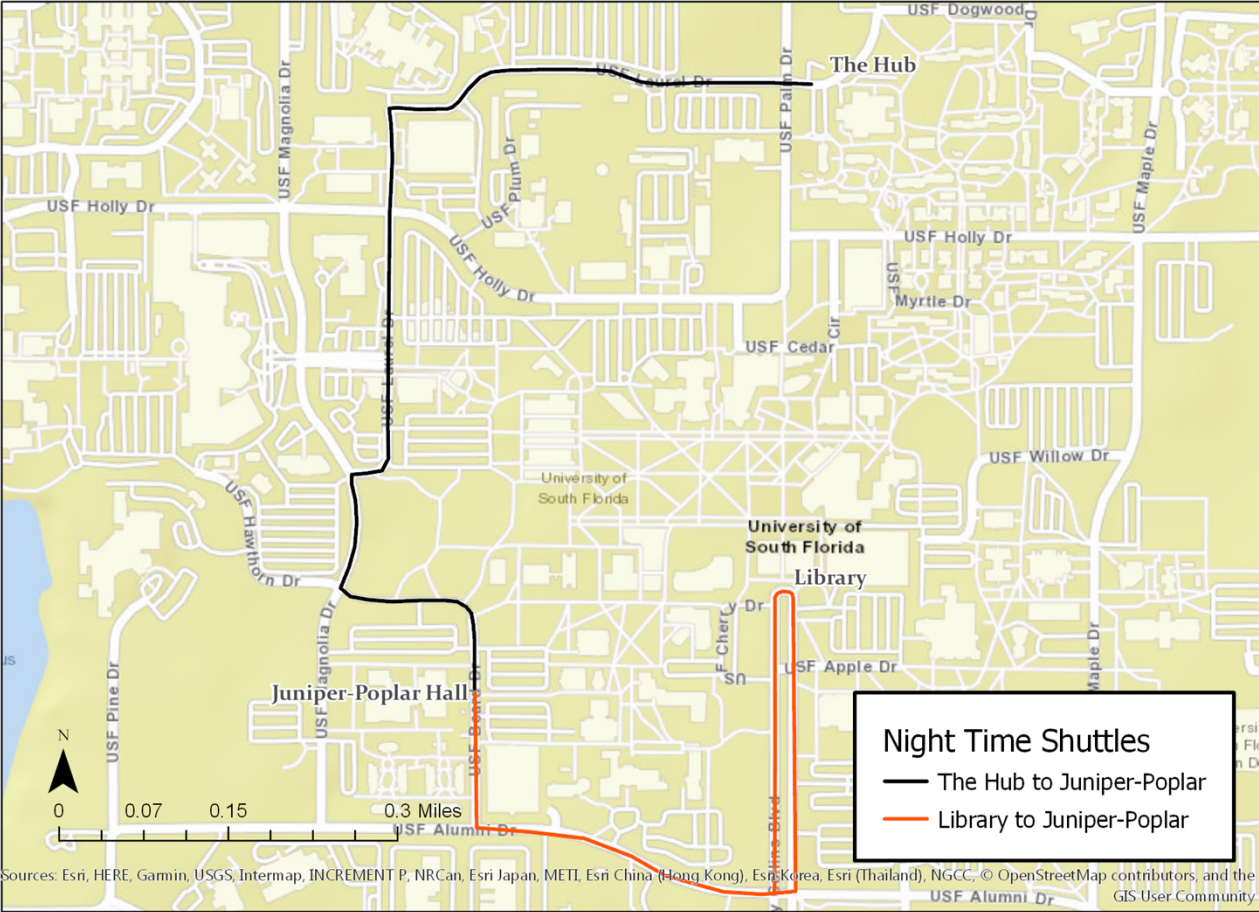 USF Dogwood Dr
The Hub
USF Laurel Dr
USF Palm Dr
USF Magnolia Dr
USF Plum Dr
USF Maple Dr
USF Holly Dr
USF Holly Dr
USF Holly Dr
USF
Myrtle Dr
USF Cedar
Cir
USF Laurel Dr
USF Willow Dr
University of
South Florida
USF Hawthorn Dr
University of
South Florida
Library
y Dr
F Cherr
US
USF Apple Dr
us
USF Pine Dr
USF Magnolia Dr
Juniper-Poplar Hall
Maple Dr
N
0 0.07 0.15 0.3 Miles
USF Alumni Dr
Night Time Shuttles
The Hub to Juniper-Poplar
Library to Juniper-Poplar
USF Alumni Dr
Sources: Esri, HERE, Garmin, USGS, Intermap, INCREMENT P, NRCan, Esri Japan, METI, Esri China (Hong Kong), Esri Korea, Esri (Thailand), NGCC, © OpenStreetMap contributors, and the
GIS User Community